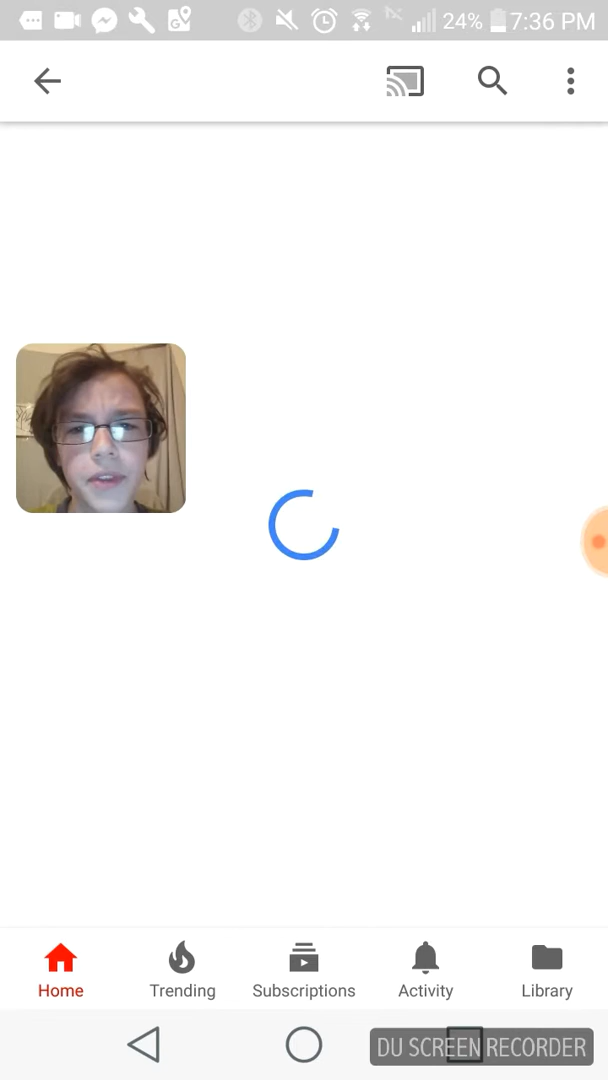 24% 7:36 PM
Home Trending Subscriptions Activity Library
DU SCREEN RECORDER